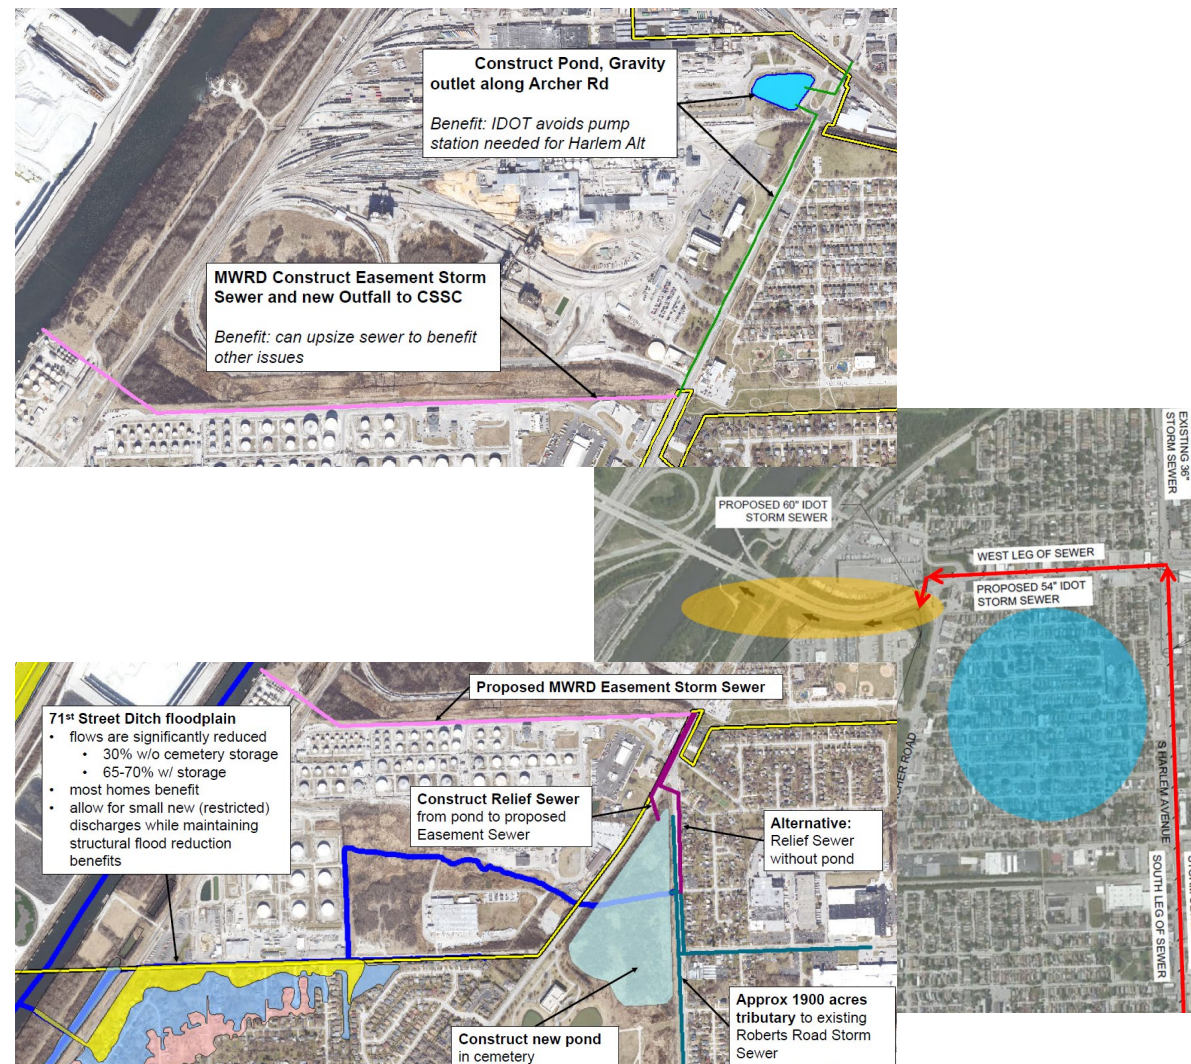 Construct Pond, Gravity
outlet along Archer Rd
Benefit: IDOT avoids pump
station needed for Harlem Alt
MWRD Construct Easement Storm
Sewer and new Outfall to CSSC
Benefit: can upsize sewer to benefit
other issues
EXISTING 36"
STORM SEWER
PROPOSED 60" IDOT
STORM SEWER
WEST LEG OF SEWER
PROPOSED 54" IDOT
STORM SEWER
ROAD
S HARLEM AVENUE
SOUTH LEG OF SEWER
Proposed MWRD Easement Storm Sewer
71st Street Ditch floodplain
• flows are significantly reduced
• 30% w/o cemetery storage
• 65-70% w/ storage
• most homes benefit
• allow for small new (restricted)
discharges while maintaining
structural flood reduction
benefits
Construct Relief Sewer
from pond to proposed
Easement Sewer
Alternative:
Relief Sewer
without pond
Construct new pond
in cemetery
Approx 1900 acres
tributary to existing
Roberts Road Storm
Sewer